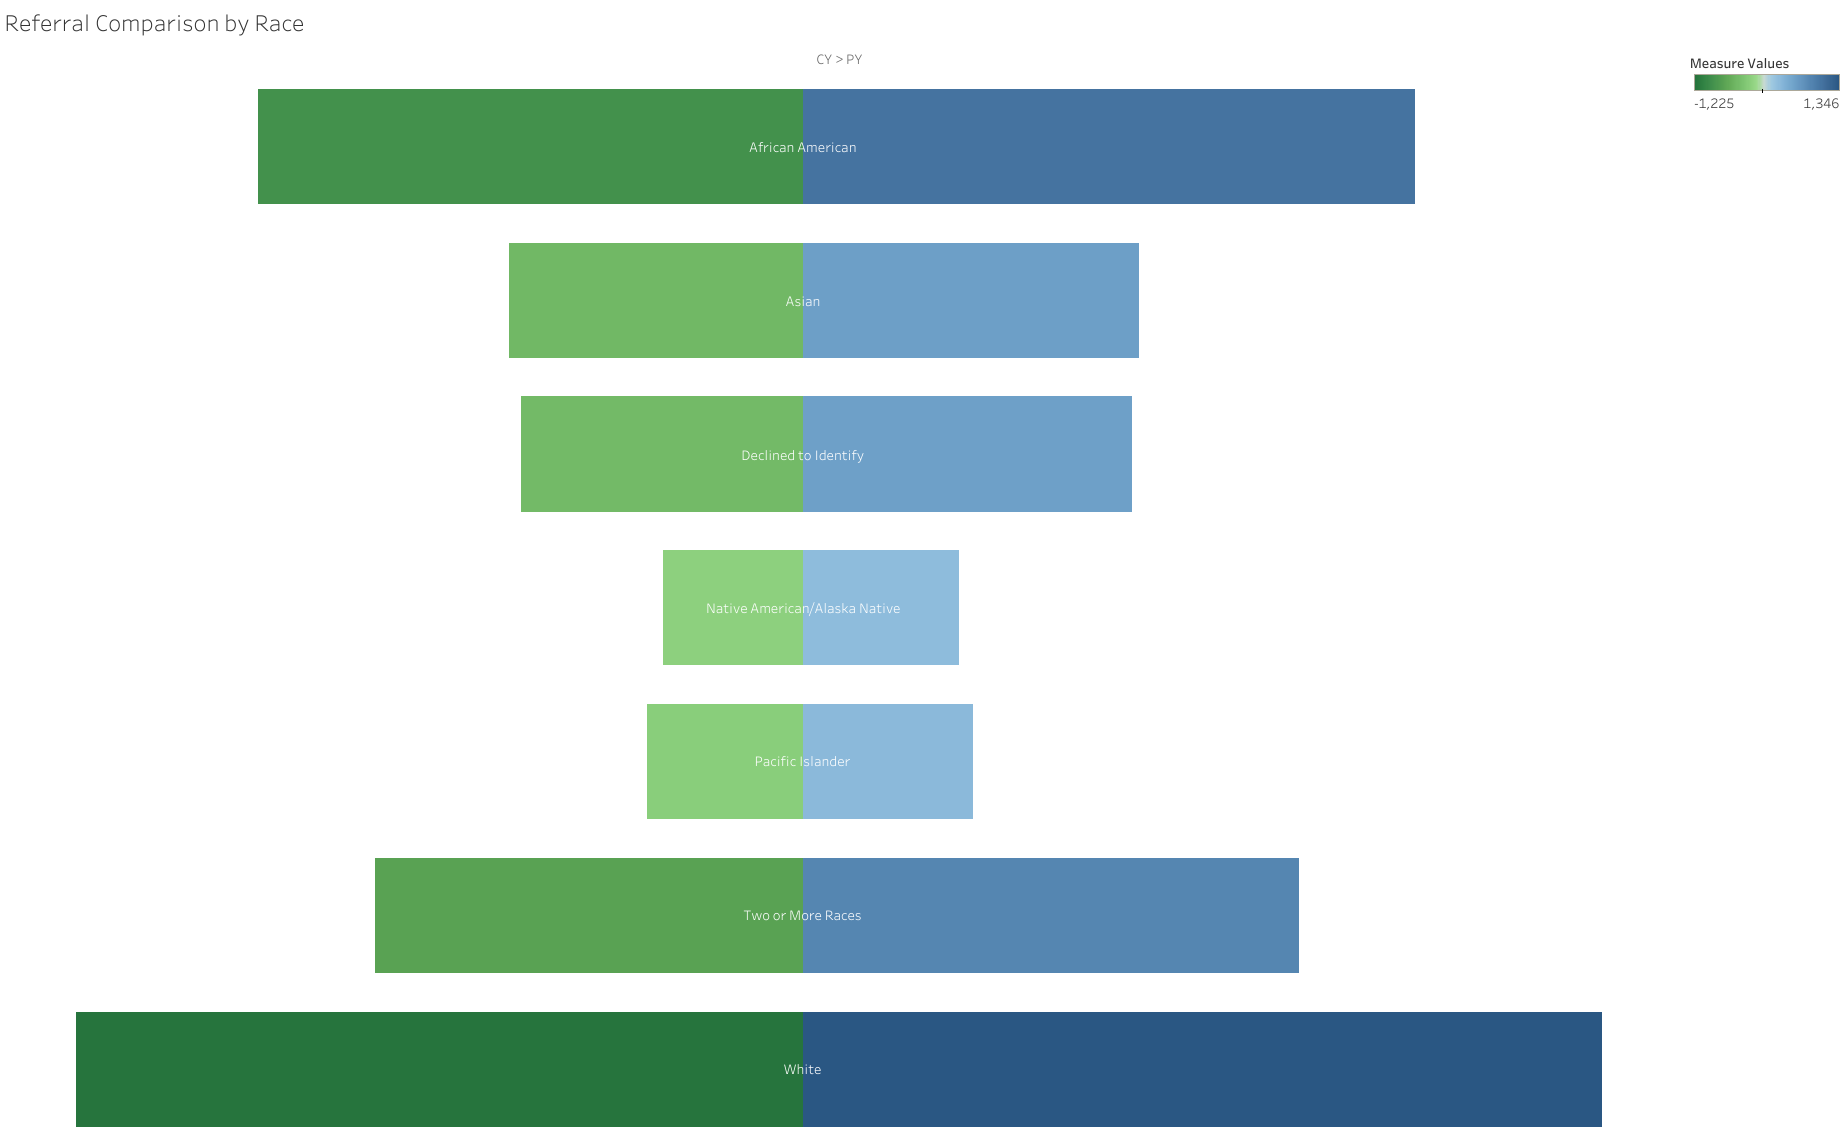 Referral Comparison by Race
CY > PY
Measure Values
-1,225 1,346
African American
Asian
Declined to Identify
Native American/Alaska Native
Pacific Islander
Two or More Races
White